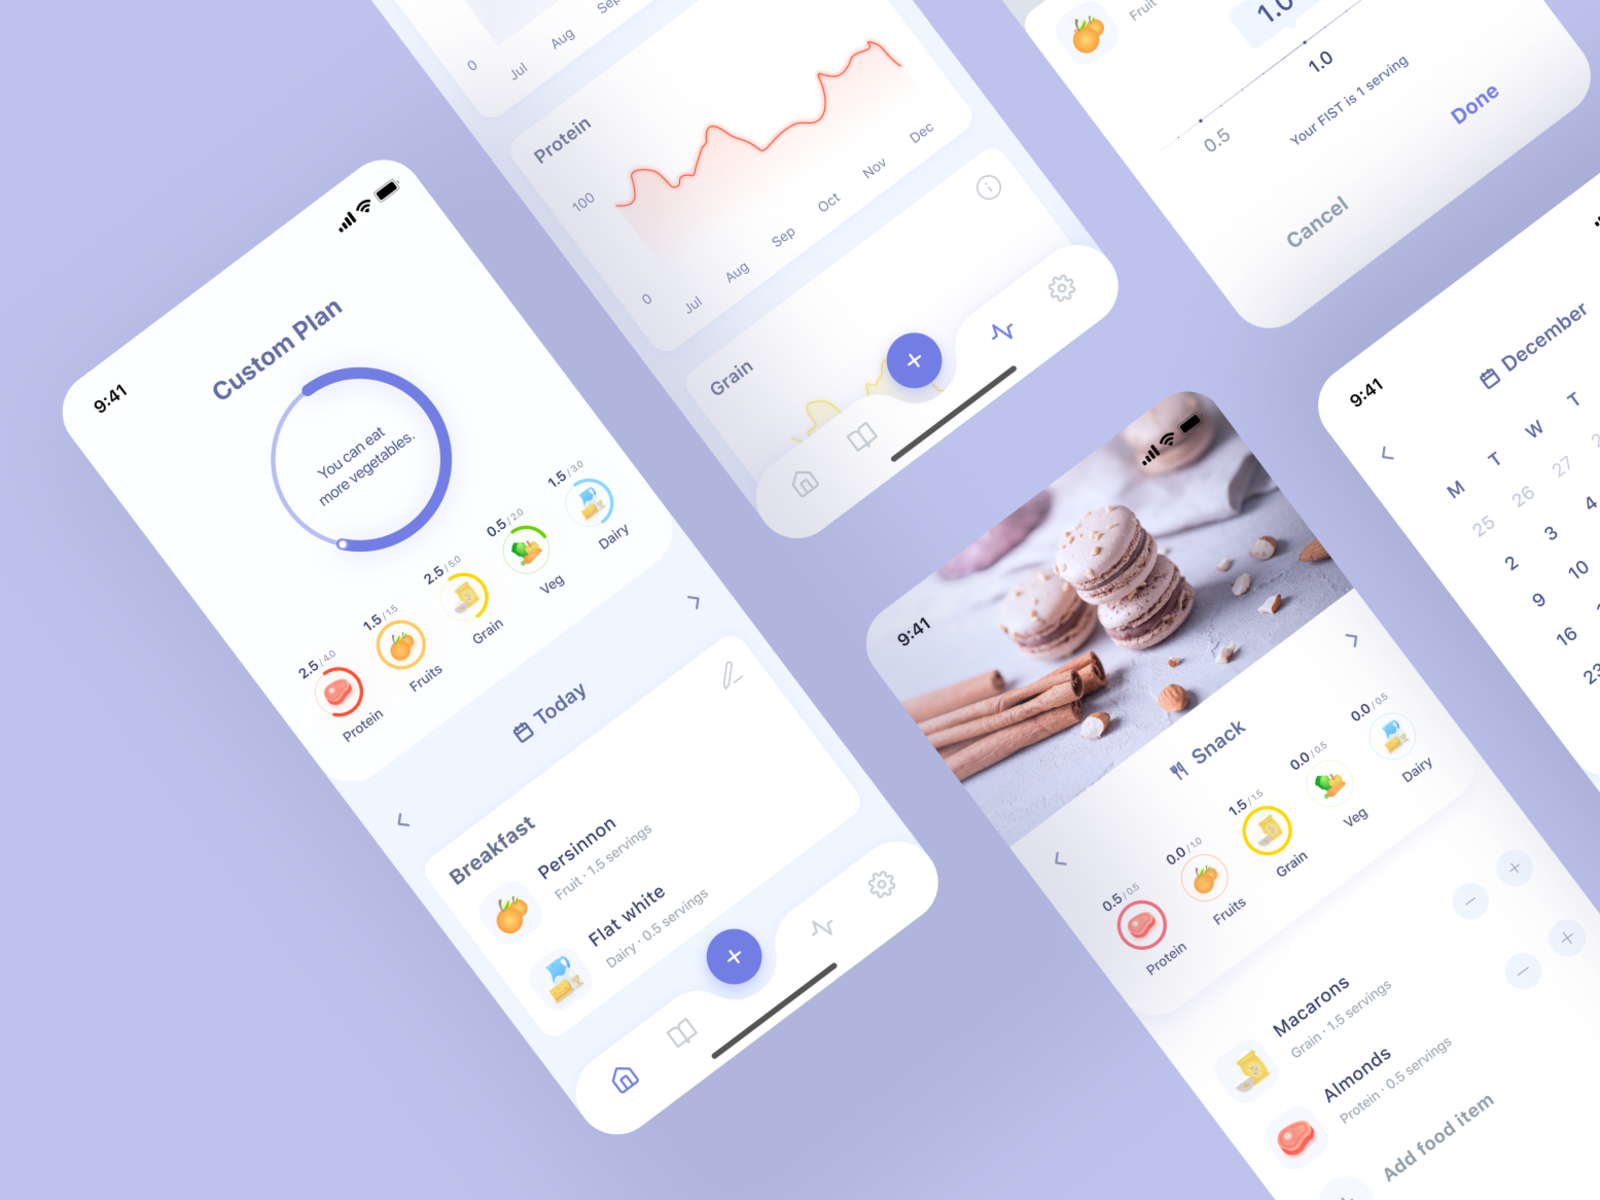 9:41
Custom Plan
You can eat
more vegetables.
2.5 / 4.0
Protein
1.5 / 1.5
Fruits
2.5 / 5.0
Grain
0.5 / 2.0
Veg
1.5 / 3.0
Dairy
Today
Breakfast
Persinnon
Fruit · 1.5 servings
Flat white
Dairy · 0.5 servings
0
Jul
Aug
Sep
Protein
100
0
Jul
Aug
Sep
Oct
Nov
Dec
Grain
9:41
Snack
0.5 / 0.5
Protein
0.0 / 1.0
Fruits
1.5 / 1.5
Grain
0.0 / 0.5
Veg
0.0 / 0.5
Dairy
Macarons
Grain · 1.5 servings
Almonds
Protein · 0.5 servings
Add food item
Fruit
1.0
0.5
1.0
Your FIST is 1 serving
Cancel
Done
9:41
December
M T W T
25 26 27
2 3 4
9 10
16
23